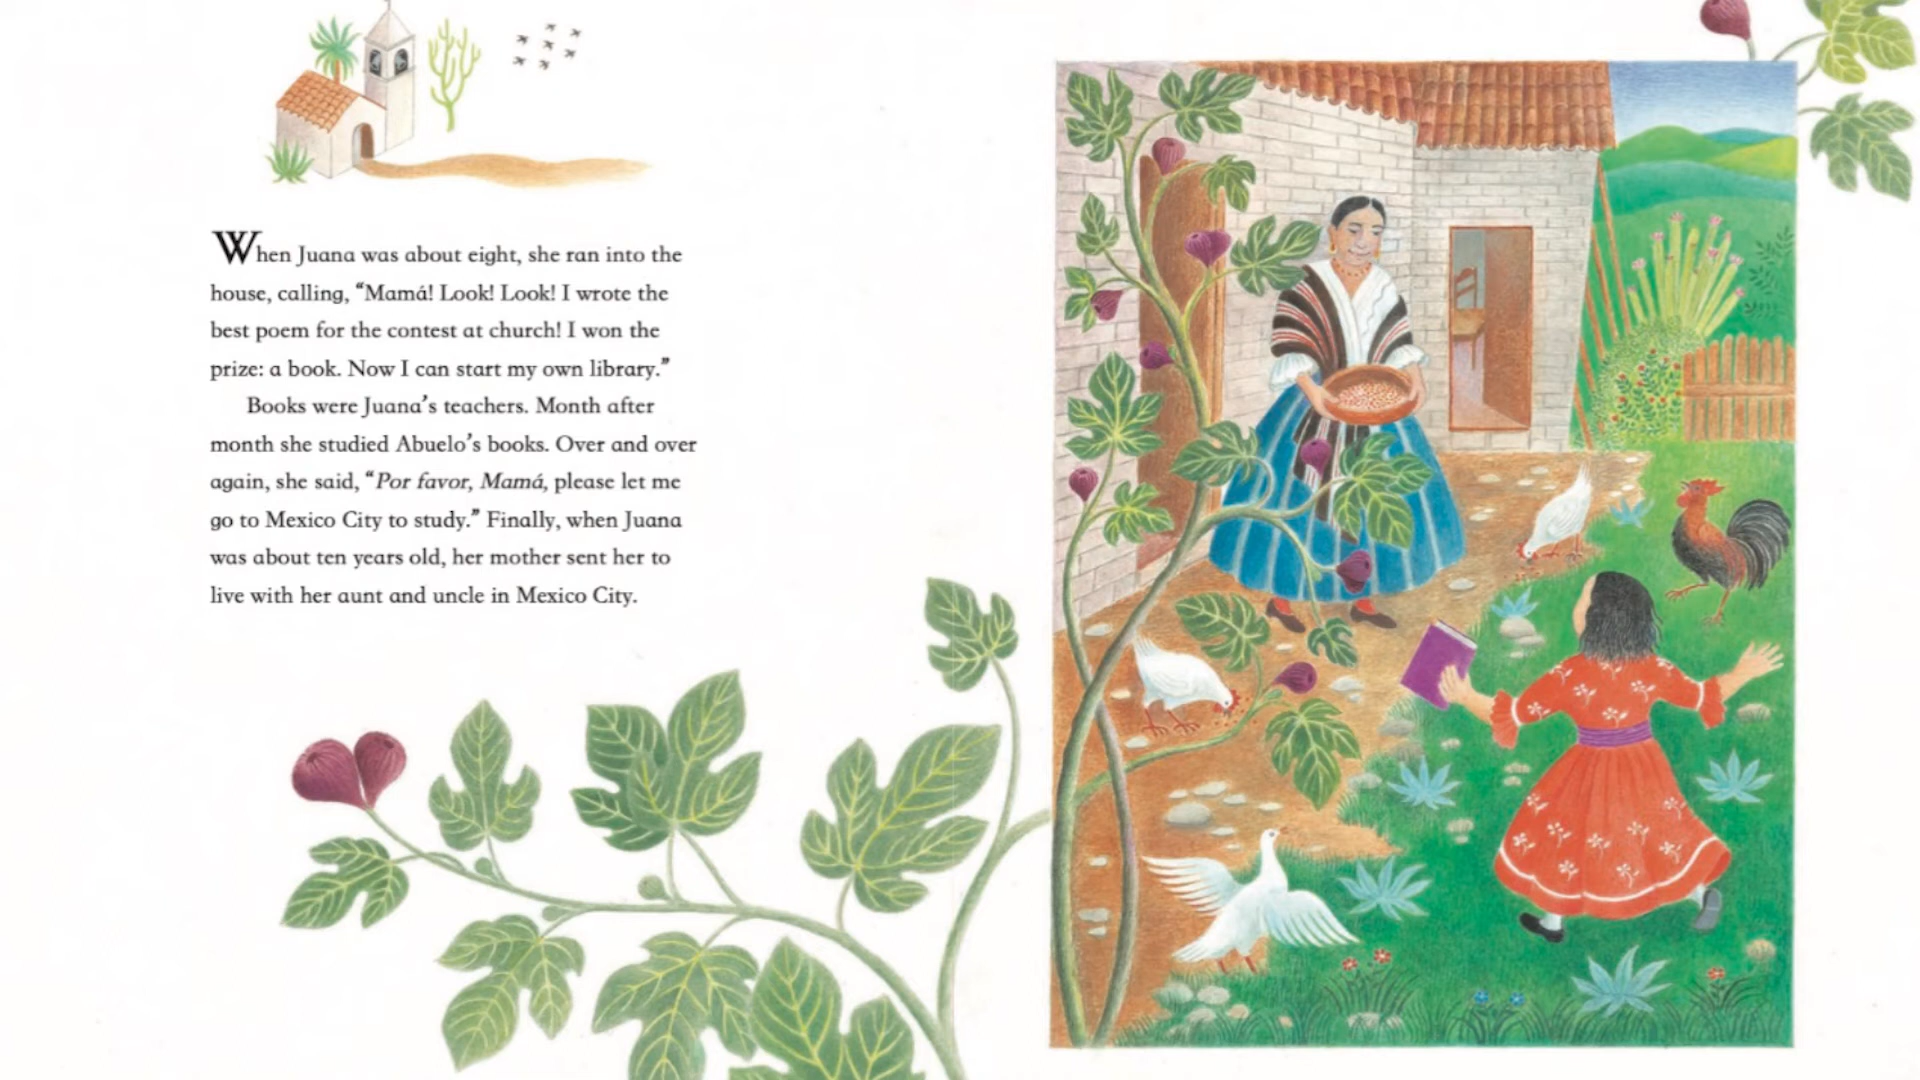 When Juana was about eight, she ran into the
house, calling, “Mamá! Look! Look! I wrote the
best poem for the contest at church! I won the
prize: a book. Now I can start my own library.”
Books were Juana’s teachers. Month after
month she studied Abuelo’s books. Over and over
again, she said, “Por favor, Mamá, please let me
go to Mexico City to study.” Finally, when Juana
was about ten years old, her mother sent her to
live with her aunt and uncle in Mexico City.